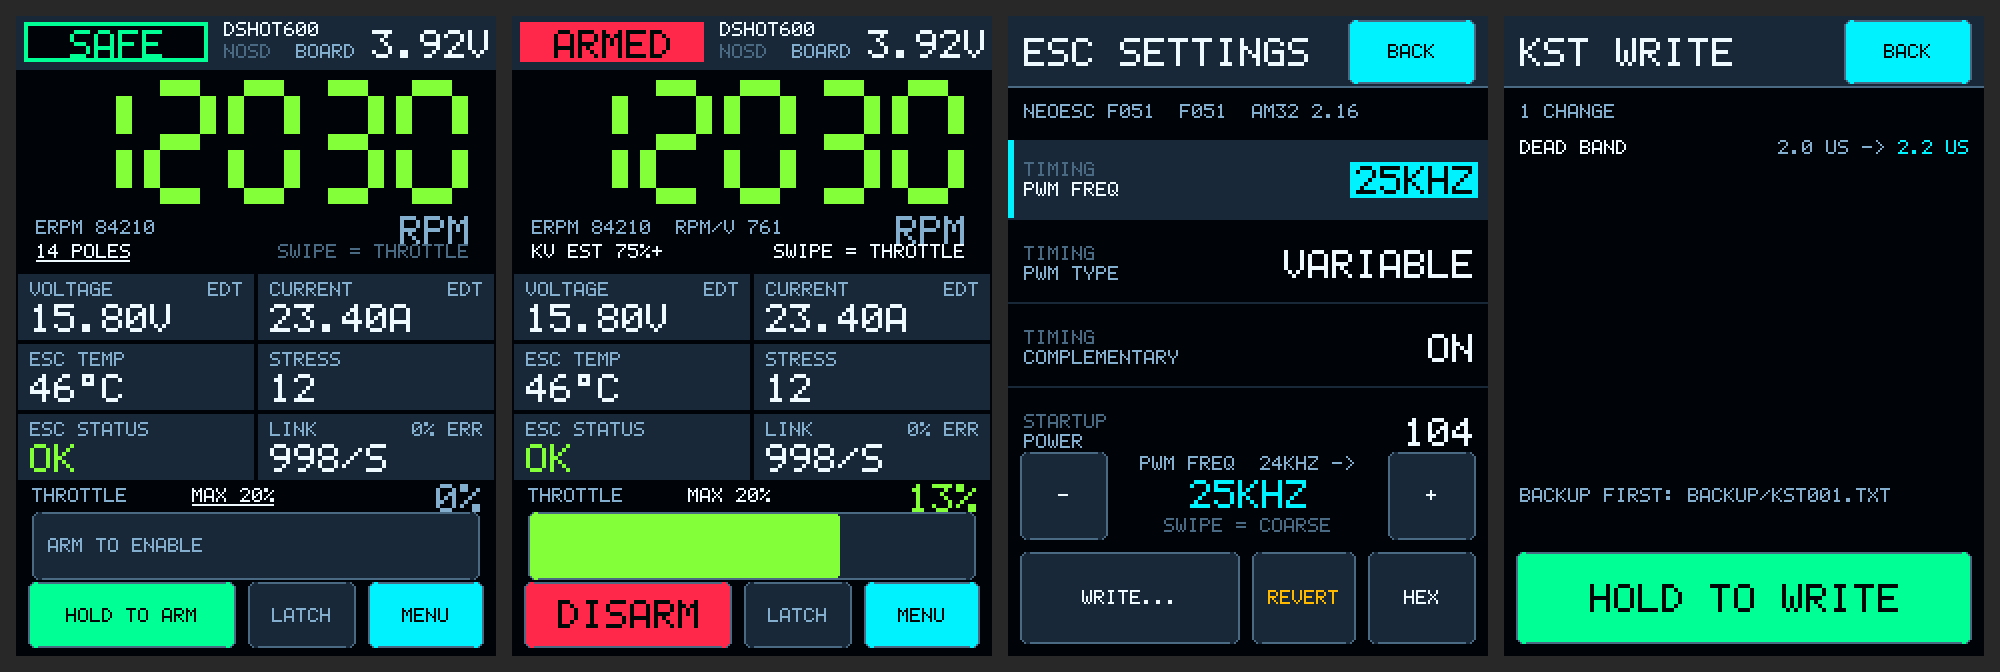 SAFE DSHOT600
NOSD BOARD 3.92V
12030
ERPM 84210 RPM
14 POLES SWIPE = THROTTLE
VOLTAGE EDT CURRENT EDT
15.80V 23.40A
ESC TEMP STRESS
46°C 12
ESC STATUS LINK 0% ERR
OK 998/S
THROTTLE MAX 20% 0%
ARM TO ENABLE
HOLD TO ARM LATCH MENU
ARMED DSHOT600
NOSD BOARD 3.92V
12030
ERPM 84210 RPM/V 761 RPM
KV EST 75%+ SWIPE = THROTTLE
VOLTAGE EDT CURRENT EDT
15.80V 23.40A
ESC TEMP STRESS
46°C 12
ESC STATUS LINK 0% ERR
OK 998/S
THROTTLE MAX 20% 13%
DISARM LATCH MENU
ESC SETTINGS BACK
NEOESC F051 F051 AM32 2.16
TIMING
PWM FREQ 25KHZ
TIMING
PWM TYPE VARIABLE
TIMING
COMPLEMENTARY ON
STARTUP
POWER 104
PWM FREQ 24KHZ ->
- 25KHZ +
SWIPE = COARSE
WRITE... REVERT HEX
KST WRITE BACK
1 CHANGE
DEAD BAND 2.0 US -> 2.2 US
BACKUP FIRST: BACKUP/KST001.TXT
HOLD TO WRITE